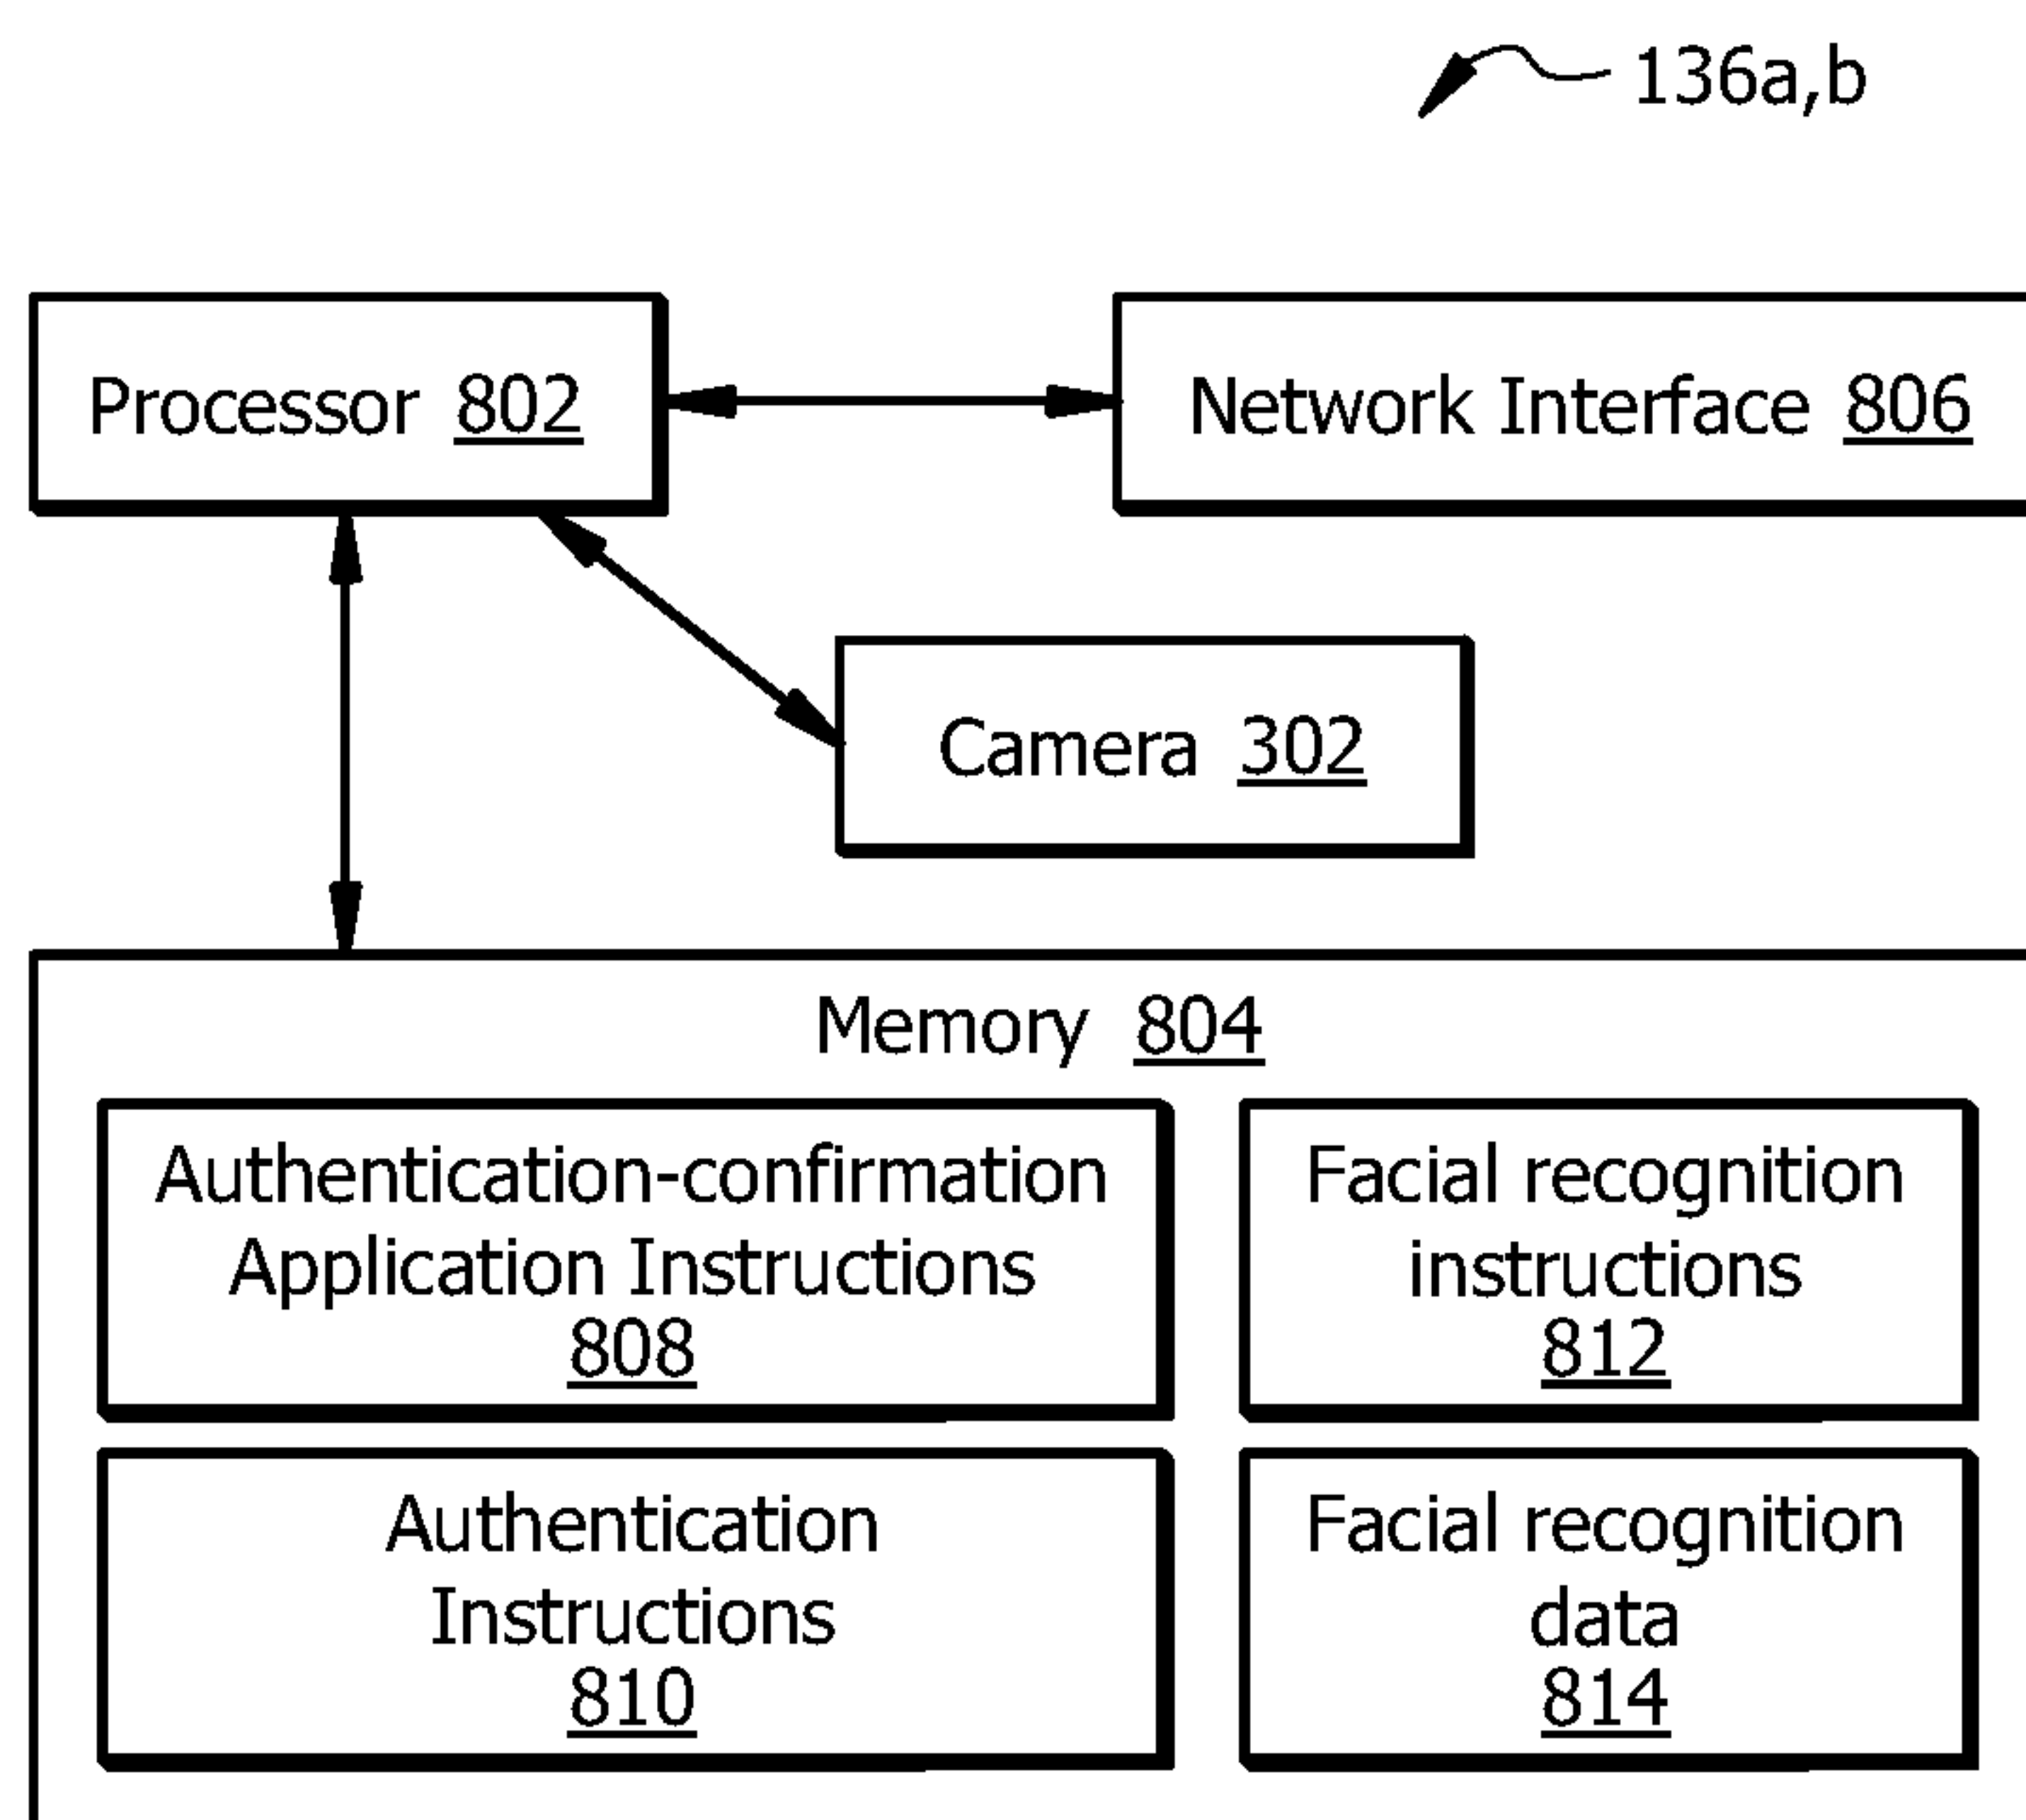 136a,b
Processor 802
Network Interface 806
Camera 302
Memory 804
Authentication-confirmation
Application Instructions
808
Facial recognition
instructions
812
Authentication
Instructions
810
Facial recognition
data
814